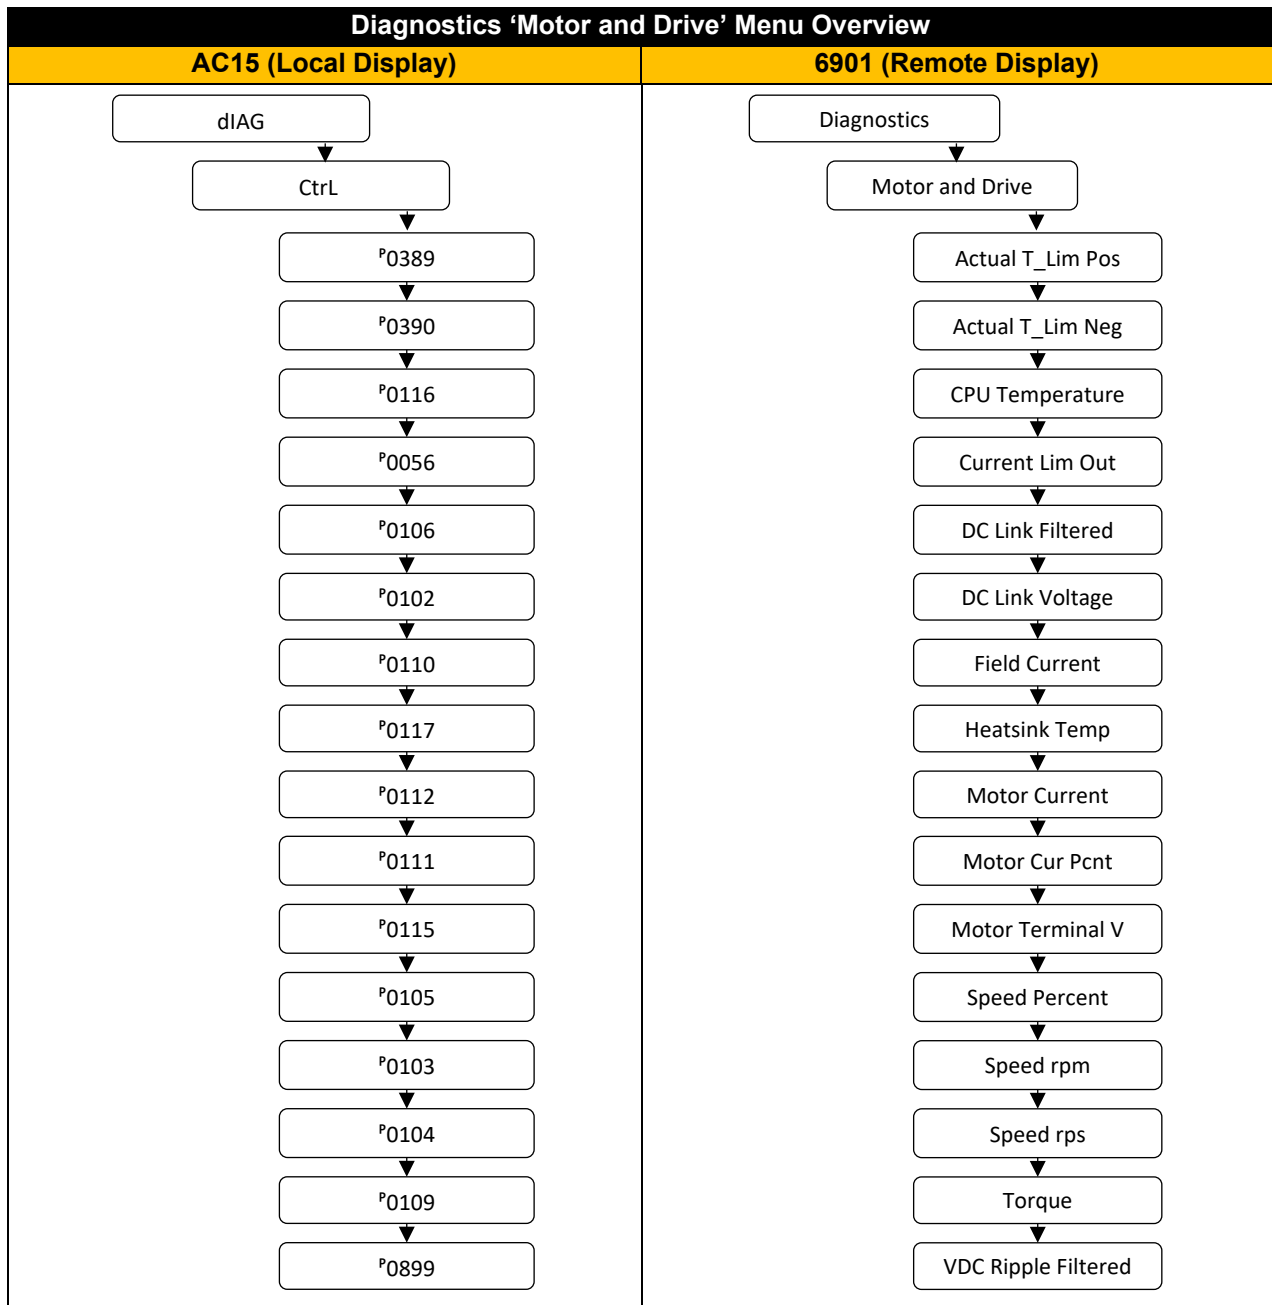 Diagnostics ‘Motor and Drive’ Menu Overview
AC15 (Local Display)
6901 (Remote Display)
dIAG
CtrL
ᴾ0389
ᴾ0390
ᴾ0116
ᴾ0056
ᴾ0106
ᴾ0102
ᴾ0110
ᴾ0117
ᴾ0112
ᴾ0111
ᴾ0115
ᴾ0105
ᴾ0103
ᴾ0104
ᴾ0109
ᴾ0899
Diagnostics
Motor and Drive
Actual T_Lim Pos
Actual T_Lim Neg
CPU Temperature
Current Lim Out
DC Link Filtered
DC Link Voltage
Field Current
Heatsink Temp
Motor Current
Motor Cur Pcnt
Motor Terminal V
Speed Percent
Speed rpm
Speed rps
Torque
VDC Ripple Filtered